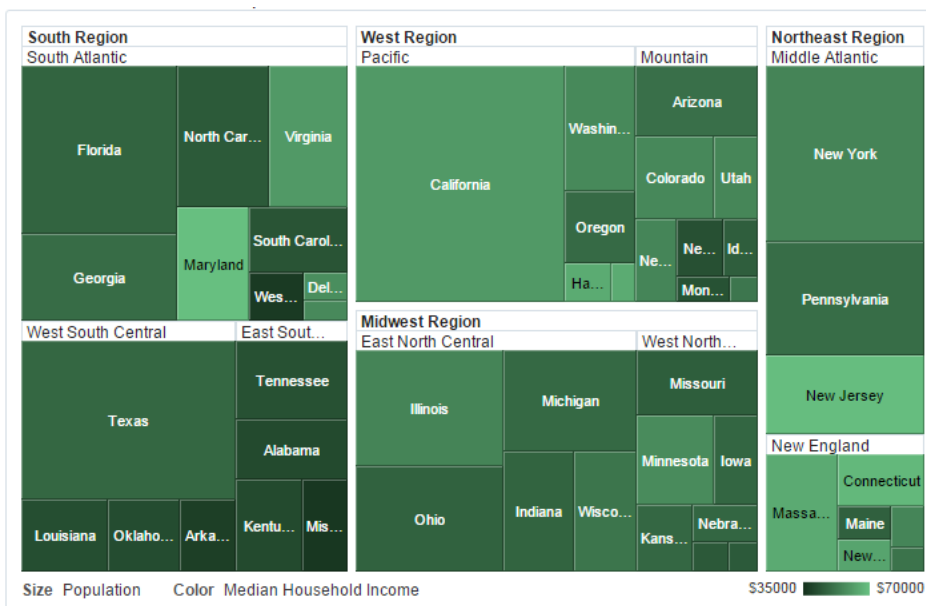 South Region
South Atlantic
Florida
North Car...
Virginia
Georgia
Maryland
South Carol...
Wes...
Del...
West South Central
East Sout...
Texas
Tennessee
Alabama
Louisiana
Oklaho...
Arka...
Kentu...
Mis...
West Region
Pacific
Mountain
California
Washin...
Oregon
Ha...
Arizona
Colorado
Utah
Ne...
Ne...
Id...
Mon...
Midwest Region
East North Central
West North...
Illinois
Michigan
Ohio
Indiana
Wisco...
Missouri
Minnesota
Iowa
Kans...
Nebra...
Northeast Region
Middle Atlantic
New York
Pennsylvania
New Jersey
New England
Massa...
Connecticut
Maine
New...
Size Population Color Median Household Income
$35000 $70000